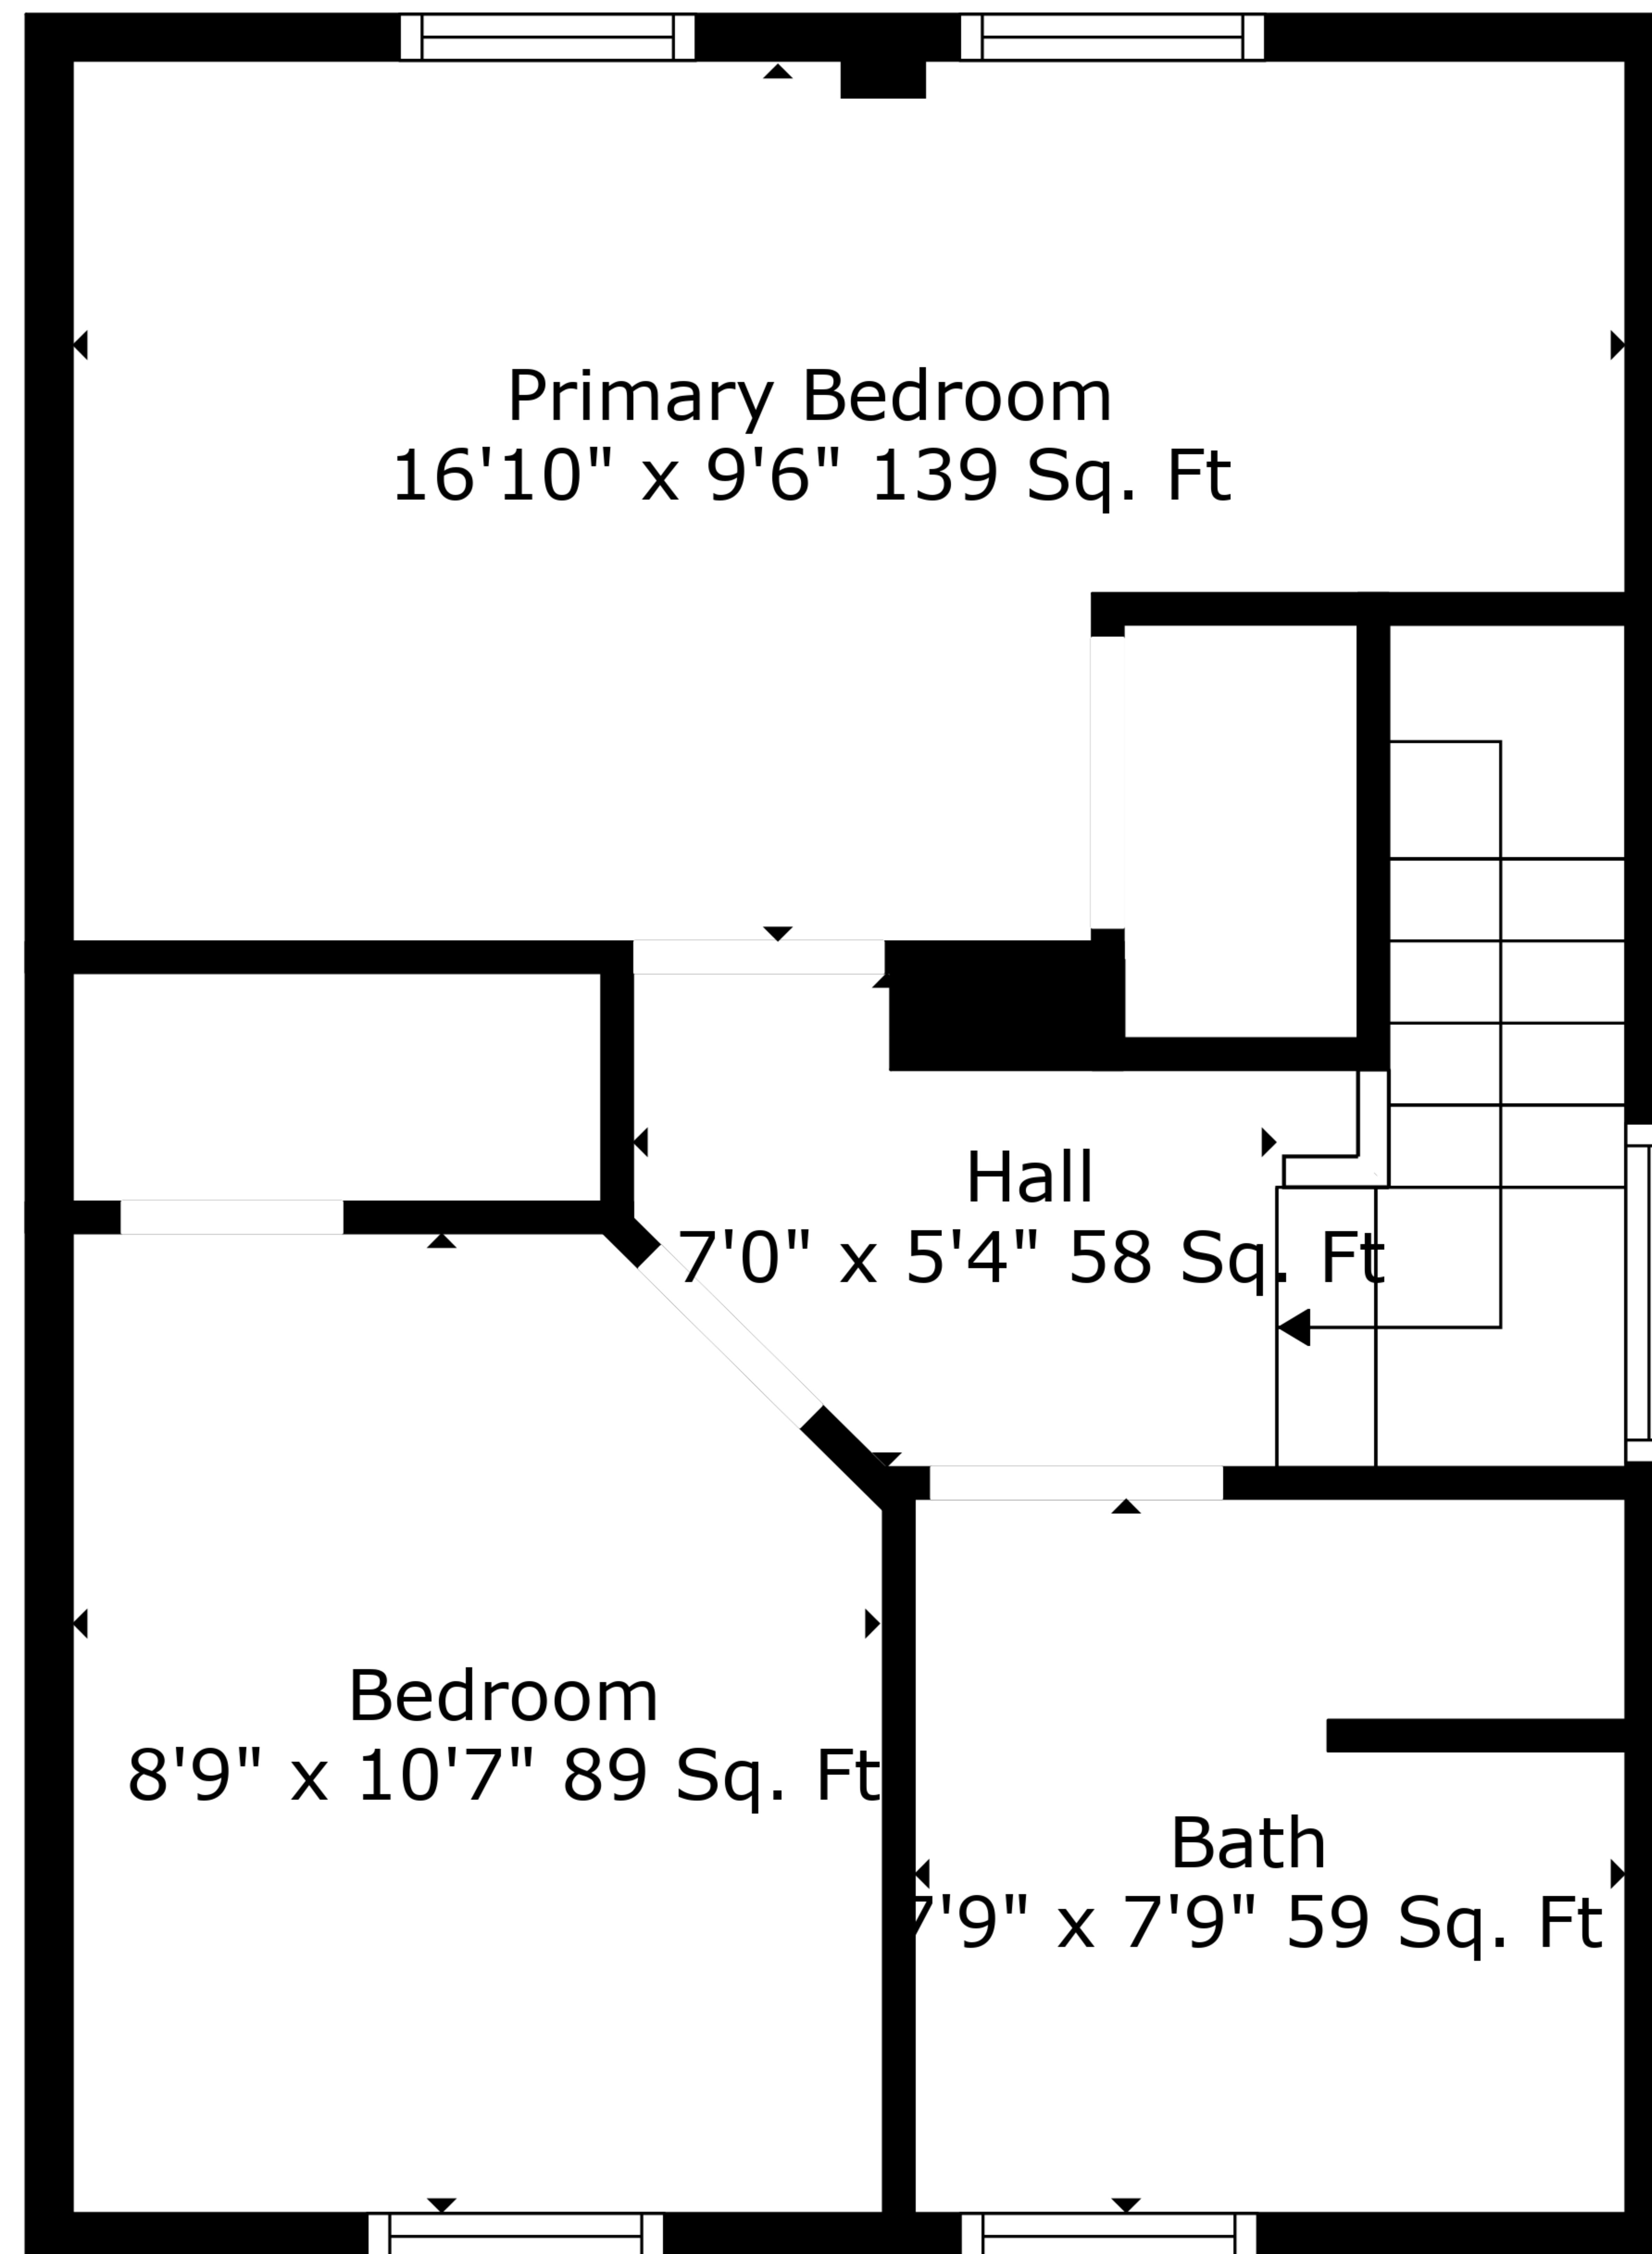 Primary Bedroom
16'10" x 9'6" 139 Sq. Ft
Hall
7'0" x 5'4" 58 Sq. Ft
Bedroom
8'9" x 10'7" 89 Sq. Ft
Bath
7'9" x 7'9" 59 Sq. Ft